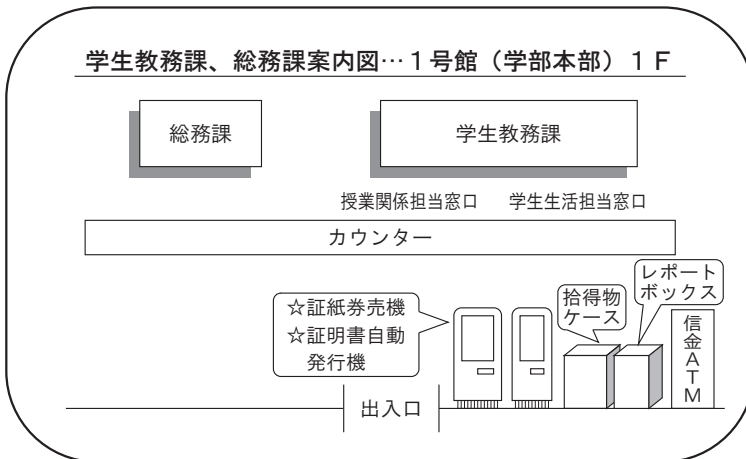 学生教務課、総務課案内図…１号館（学部本部）１Ｆ
総務課
学生教務課
授業関係担当窓口
学生生活担当窓口
カウンター
☆証紙券売機
☆証明書自動
発行機
拾得物
ケース
レポート
ボックス
信金ＡＴＭ
出入口